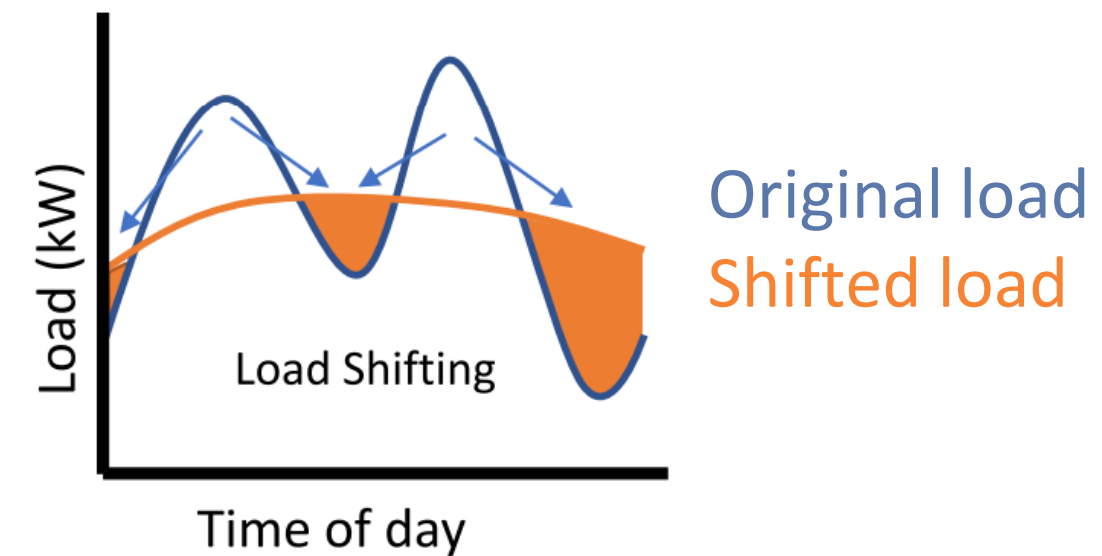 Load (kW)
Original load
Shifted load
Load Shifting
Time of day